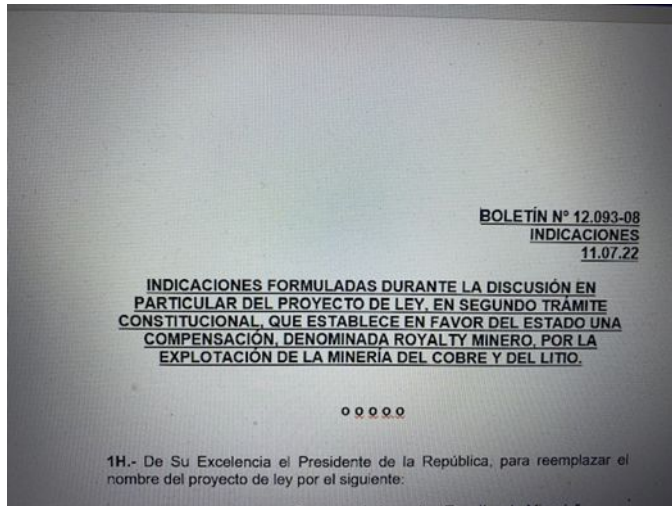 BOLETÍN N° 12.093-08
INDICACIONES
11.07.22
INDICACIONES FORMULADAS DURANTE LA DISCUSIÓN EN
PARTICULAR DEL PROYECTO DE LEY, EN SEGUNDO TRÁMITE
CONSTITUCIONAL, QUE ESTABLECE EN FAVOR DEL ESTADO UNA
COMPENSACIÓN, DENOMINADA ROYALTY MINERO, POR LA
EXPLOTACIÓN DE LA MINERÍA DEL COBRE Y DEL LITIO.
o o o o o
1H.- De Su Excelencia el Presidente de la República, para reemplazar el
nombre del proyecto de ley por el siguiente: